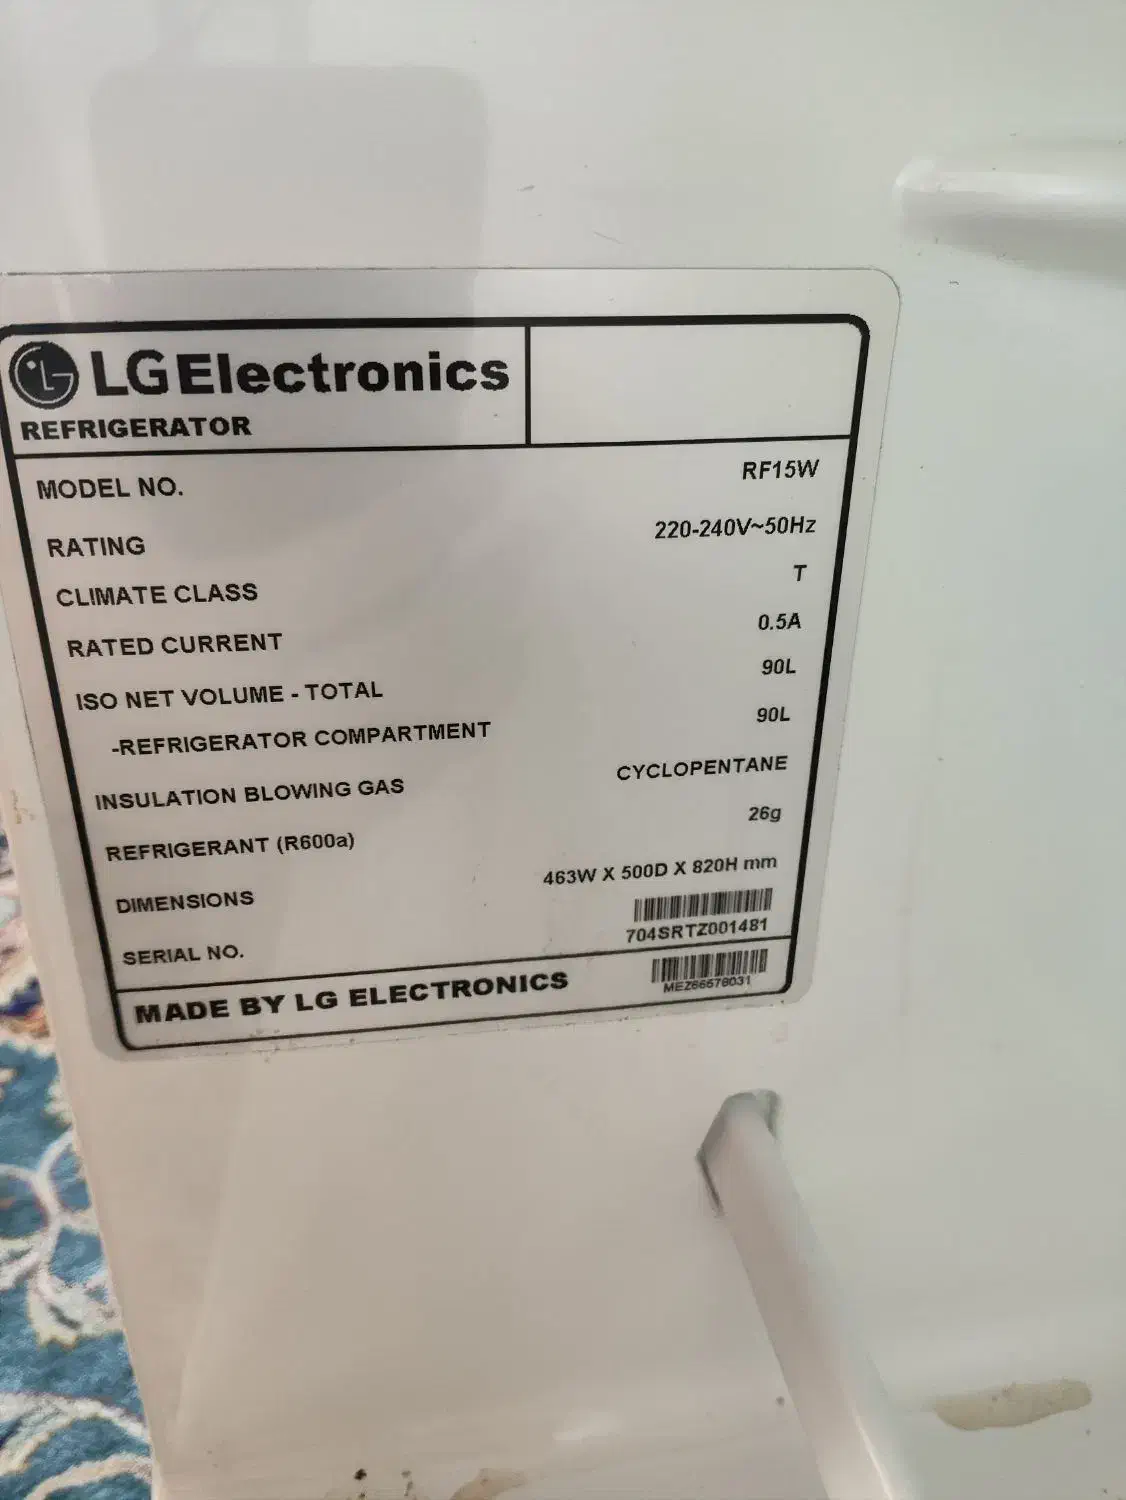 LG Electronics
REFRIGERATOR
MODEL NO. RF15W
RATING 220-240V~50Hz
CLIMATE CLASS T
RATED CURRENT 0.5A
ISO NET VOLUME - TOTAL 90L
-REFRIGERATOR COMPARTMENT 90L
INSULATION BLOWING GAS CYCLOPENTANE
REFRIGERANT (R600a) 26g
DIMENSIONS 463W X 500D X 820H mm
SERIAL NO. 704SRTZ001481
MADE BY LG ELECTRONICS MEZ66578031